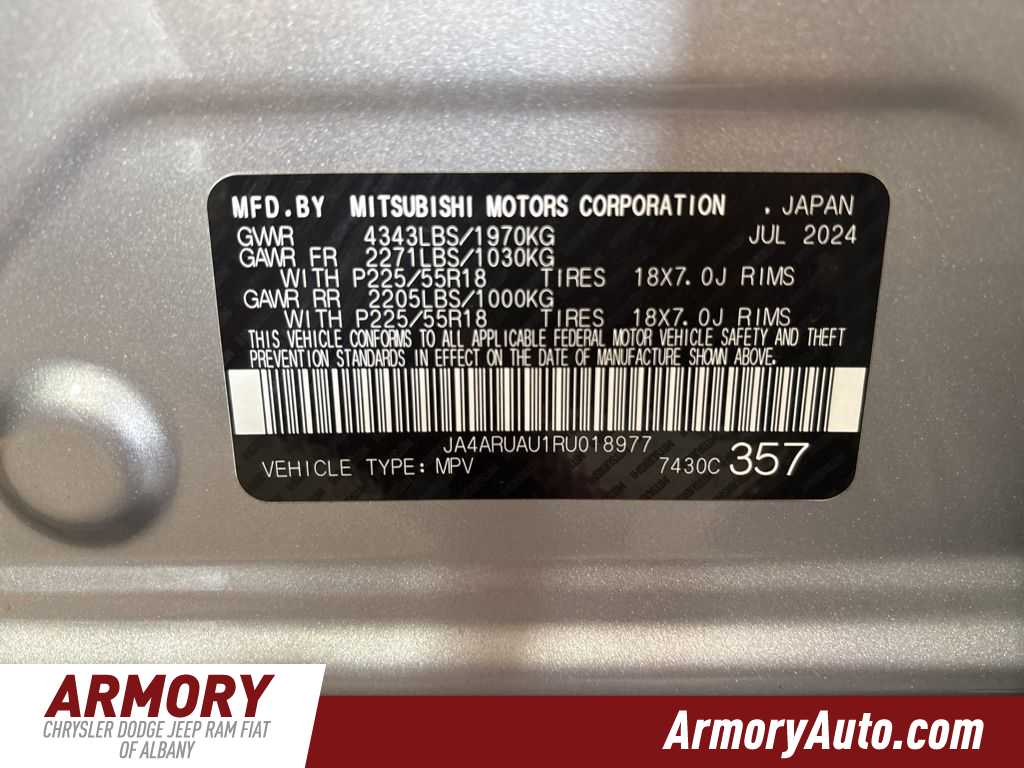 MFD.BY MITSUBISHI MOTORS CORPORATION . JAPAN
GVWR 4343LBS/1970KG JUL 2024
GAWR FR 2271LBS/1030KG
WITH P225/55R18 TIRES 18X7.0J RIMS
GAWR RR 2205LBS/1000KG
WITH P225/55R18 TIRES 18X7.0J RIMS
THIS VEHICLE CONFORMS TO ALL APPLICABLE FEDERAL MOTOR VEHICLE SAFETY AND THEFT
PREVENTION STANDARDS IN EFFECT ON THE DATE OF MANUFACTURE SHOWN ABOVE.
JA4ARUAU1RU018977
VEHICLE TYPE: MPV 7430C 357
ARMORY
CHRYSLER DODGE JEEP RAM FIAT
OF ALBANY
ArmoryAuto.com